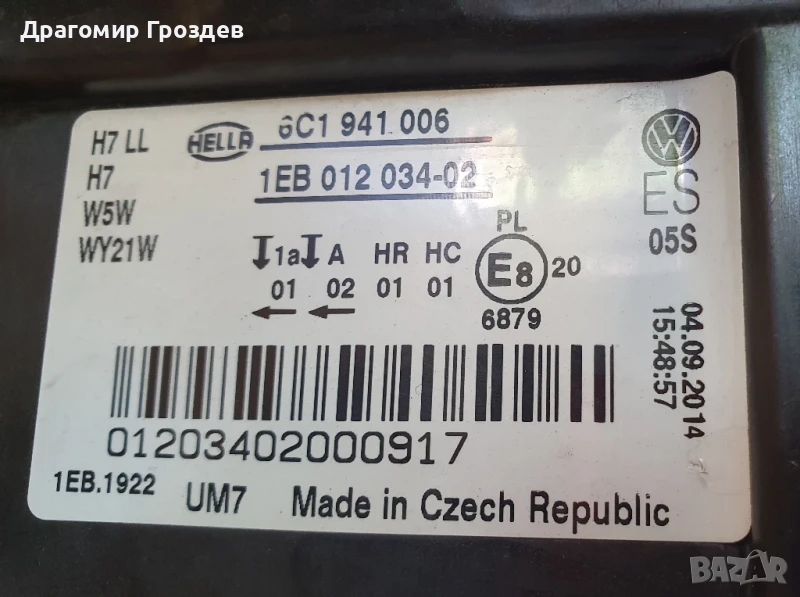 Драгомир Гроздев
H7 LL
H7
W5W
WY21W
HELLA
6C1 941 006
1EB 012 034-02
1a A HR HC
01 02 01 01
PL
E8 20
6879
VW
ES
05S
04.09.2014
15:48:57
01203402000917
1EB.1922 UM7 Made in Czech Republic
BAZAR